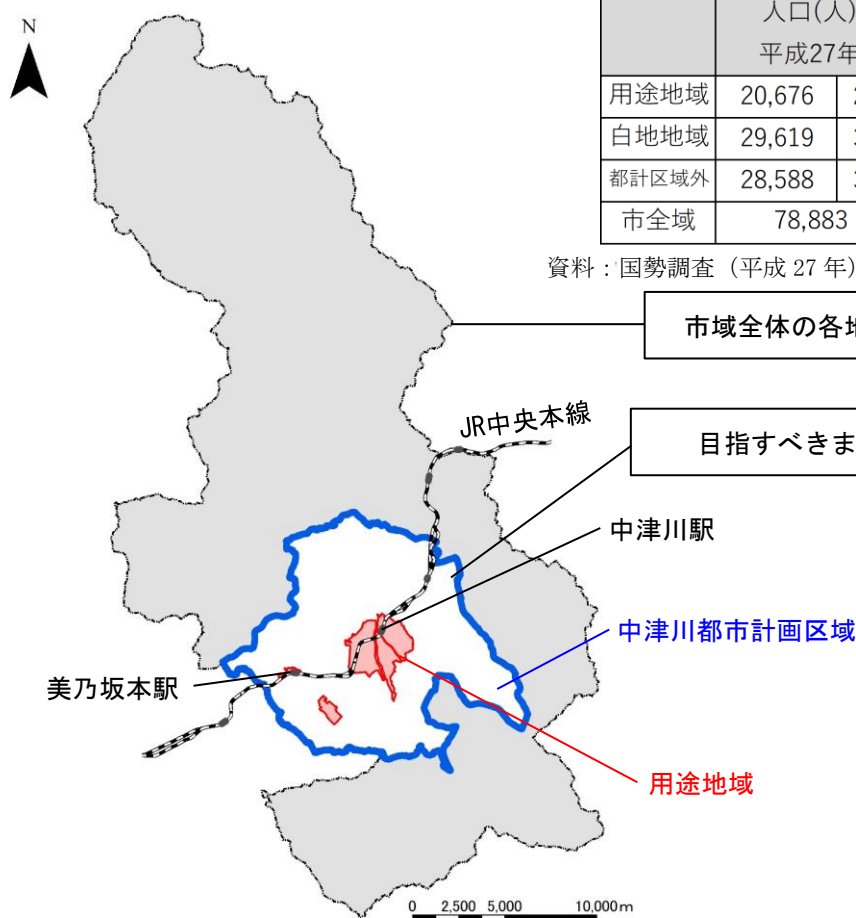 N
人口(人)
平成27年
用途地域 20,676 2
白地地域 29,619 3
都計区域外 28,588 3
市全域 78,883
資料：国勢調査（平成 27 年）
市域全体の各地
目指すべきま
JR中央本線
中津川駅
中津川都市計画区域
美乃坂本駅
用途地域
0 2,500 5,000 10,000m